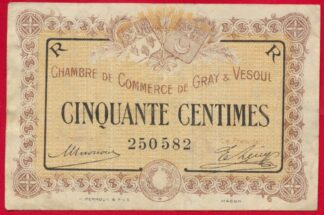 R R
CHAMBRE DE COMMERCE DE GRAY & VESOUL
CINQUANTE CENTIMES
250582